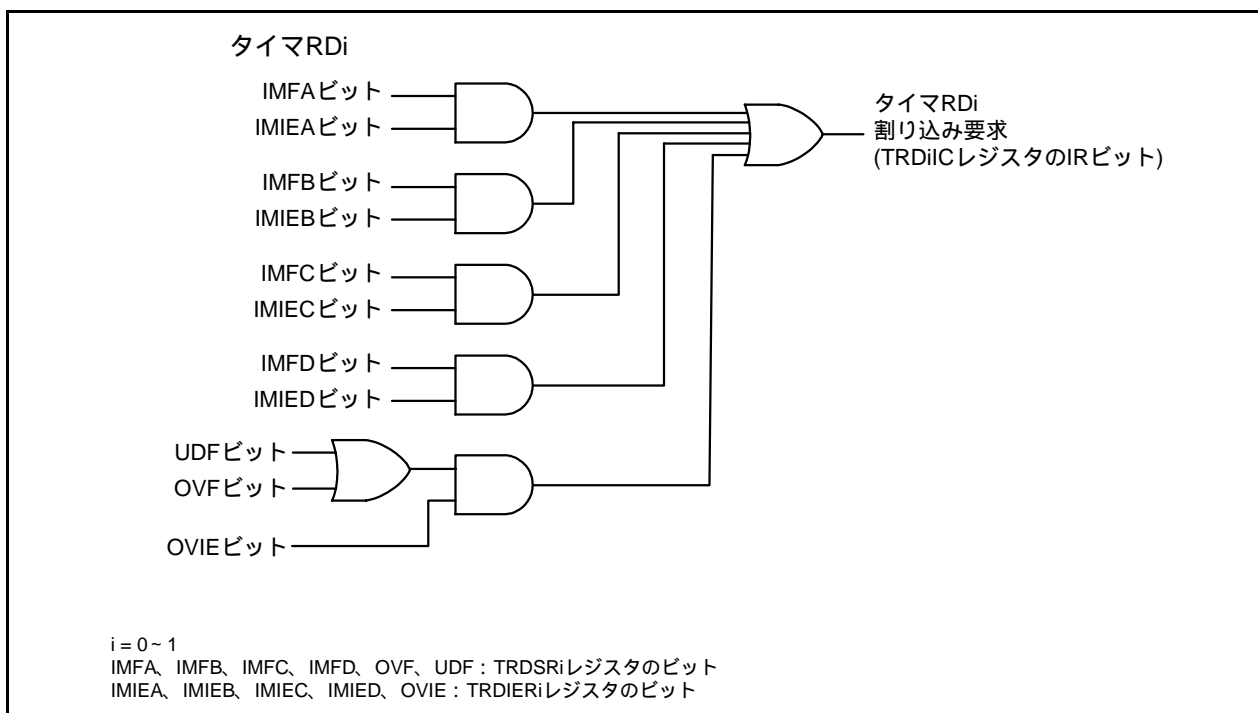 タイマRDi
IMFAビット
IMIEAビット
IMFBビット
IMIEBビット
IMFCビット
IMIECビット
IMFDビット
IMIEDビット
UDFビット
OVFビット
OVIEビット
タイマRDi
割り込み要求
(TRDiICレジスタのIRビット)
i = 0~1
IMFA、IMFB、IMFC、IMFD、OVF、UDF：TRDSRiレジスタのビット
IMIEA、IMIEB、IMIEC、IMIED、OVIE：TRDIERiレジスタのビット